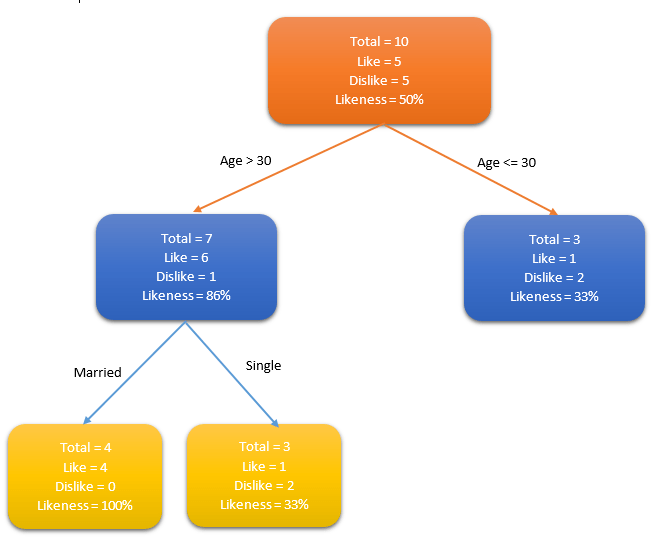 Total = 10
Like = 5
Dislike = 5
Likeness = 50%
Age > 30
Age <= 30
Total = 7
Like = 6
Dislike = 1
Likeness = 86%
Total = 3
Like = 1
Dislike = 2
Likeness = 33%
Married
Single
Total = 4
Like = 4
Dislike = 0
Likeness = 100%
Total = 3
Like = 1
Dislike = 2
Likeness = 33%